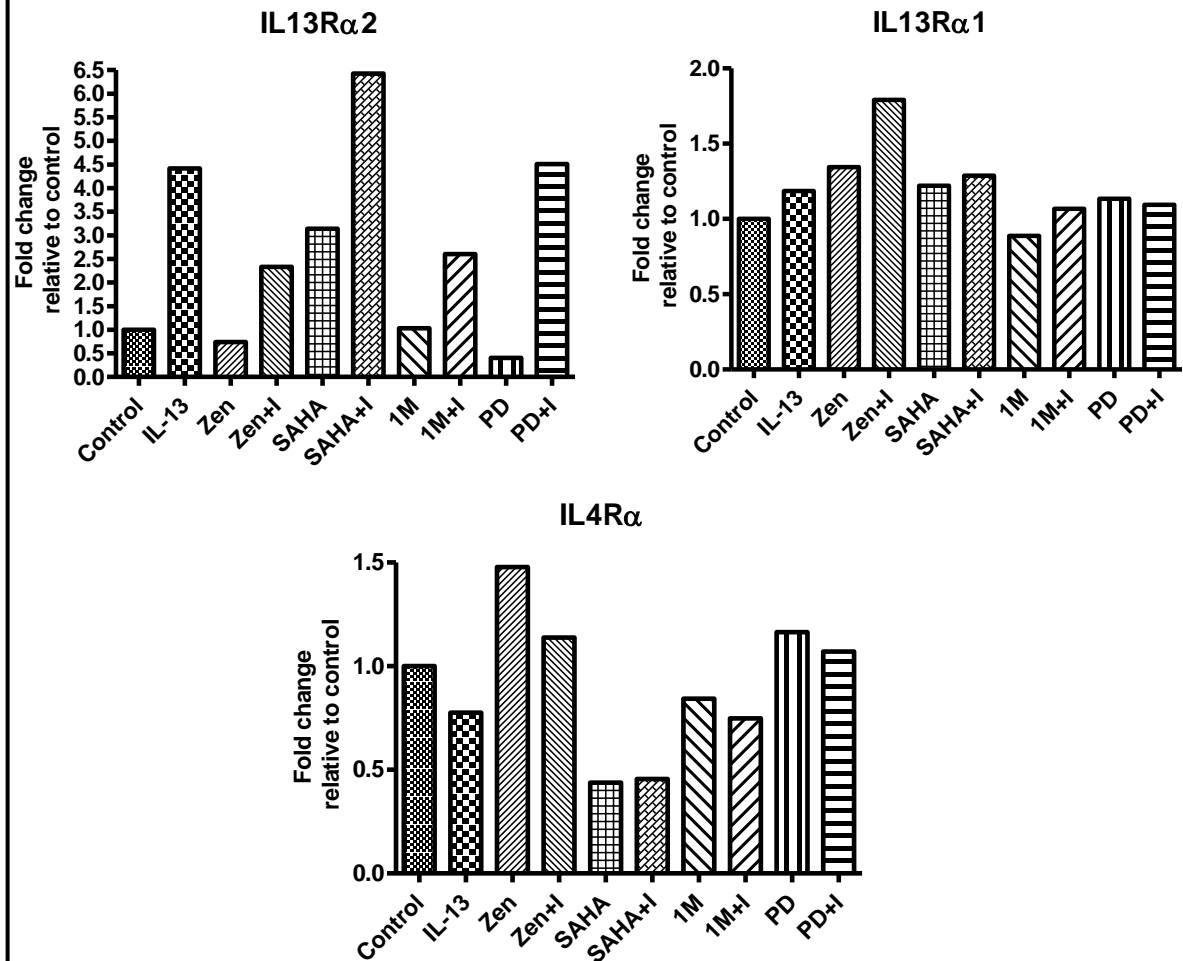 IL13Rα2
Fold change
relative to control
6.5
6.0
5.5
5.0
4.5
4.0
3.5
3.0
2.5
2.0
1.5
1.0
0.5
0.0
Control
IL-13
Zen
Zen+I
SAHA
SAHA+I
1M
1M+I
PD
PD+I
IL13Rα1
Fold change
relative to control
2.0
1.5
1.0
0.5
0.0
Control
IL-13
Zen
Zen+I
SAHA
SAHA+I
1M
1M+I
PD
PD+I
IL4Rα
Fold change
relative to control
1.5
1.0
0.5
0.0
Control
IL-13
Zen
Zen+I
SAHA
SAHA+I
1M
1M+I
PD
PD+I